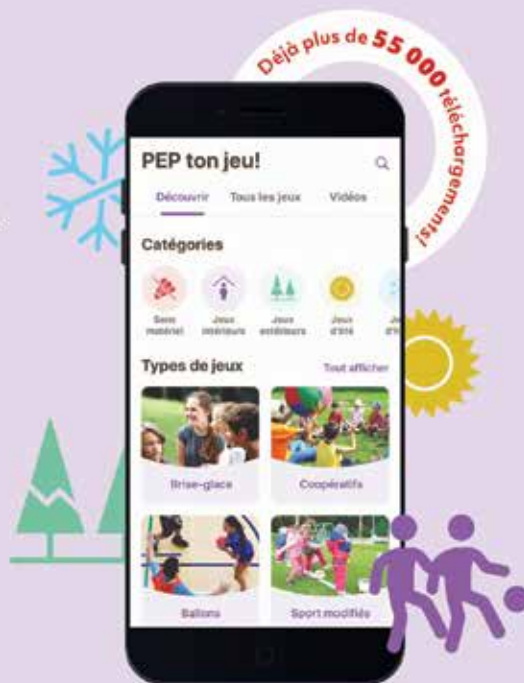 Déjà plus de 55 000 téléchargements!
PEP ton jeu!
Découvrir Tous les jeux Vidéos
Catégories
Sans matériel
Jeux intérieurs
Jeux extérieurs
Jeux d'été
Types de jeux Tout afficher
Brise-glace Coopératifs
Ballons Sport modifiés